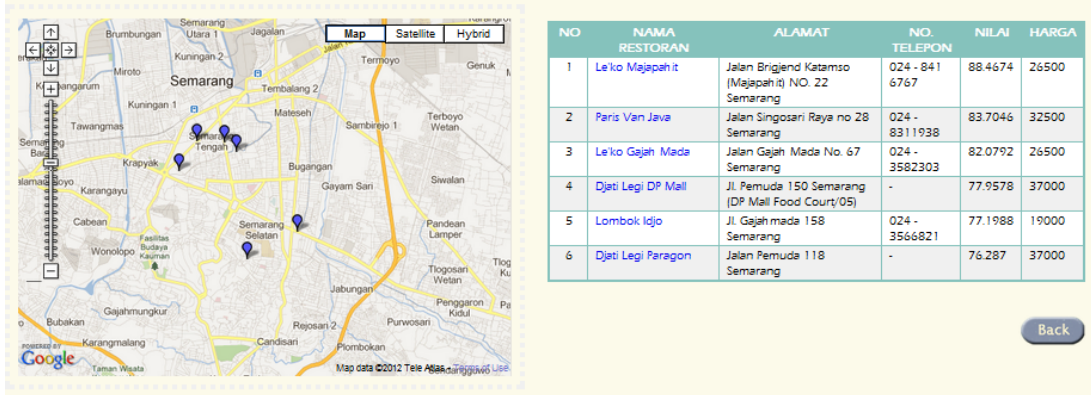 Semarang
Utara 1
Brumbungan
Jagalan
Map
Satellite
Hybrid
Kuningan 2
Termoyo
Genuk
Miroto
Semarang
Tembalang 2
Kuningan 1
Mateseh
Terboyo
Wetan
Tawangmas
Sambirejo 1
Semarang
Tengah
Krapyak
Bugangan
Karangayu
Gayam Sari
Siwalan
Cabean
Semarang
Selatan
Pandean
Lamper
Fasilitas
Budaya
Kauman
Wonolopo
Tlogosari
Wetan
Jabungan
Penggaron
Kidul
Gajahmungkur
Bubakan
Rejosari 2
Purwosari
Karangmalang
Candisari
Plombokan
POWERED BY
Google
Taman Wisata
Map data ©2012 Tele Atlas - Terms of Use
NO
NAMA
RESTORAN
ALAMAT
NO.
TELEPON
NILAI
HARGA
1
Le'ko Majapahit
Jalan Brigjend Katamso
(Majapahit) NO. 22
Semarang
024 - 841
6767
88.4674
26500
2
Paris Van Java
Jalan Singosari Raya no 28
Semarang
024 -
8311938
83.7046
32500
3
Le'ko Gajah Mada
Jalan Gajah Mada No. 67
Semarang
024 -
3582303
82.0792
26500
4
Djati Legi DP Mall
Jl. Pemuda 150 Semarang
(DP Mall Food Court/05)
-
77.9578
37000
5
Lombok Idjo
Jl. Gajah mada 158
Semarang
024 -
3566821
77.1988
19000
6
Djati Legi Paragon
Jalan Pemuda 118
Semarang
-
76.287
37000
Back